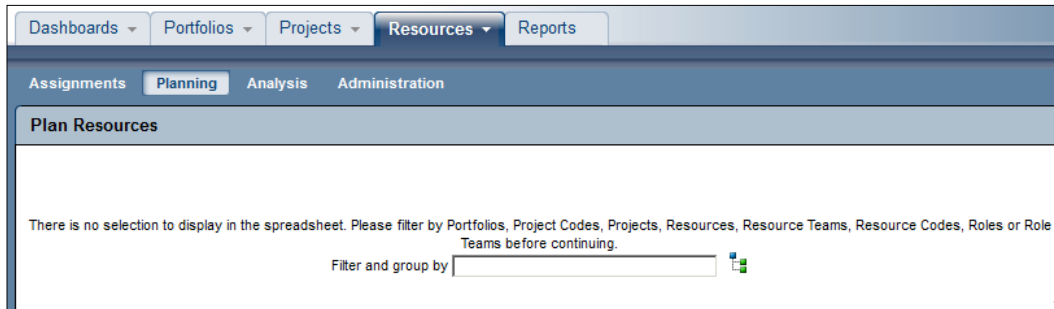 Dashboards Portfolios Projects Resources Reports
Assignments Planning Analysis Administration
Plan Resources
There is no selection to display in the spreadsheet. Please filter by Portfolios, Project Codes, Projects, Resources, Resource Teams, Resource Codes, Roles or Role
Teams before continuing.
Filter and group by